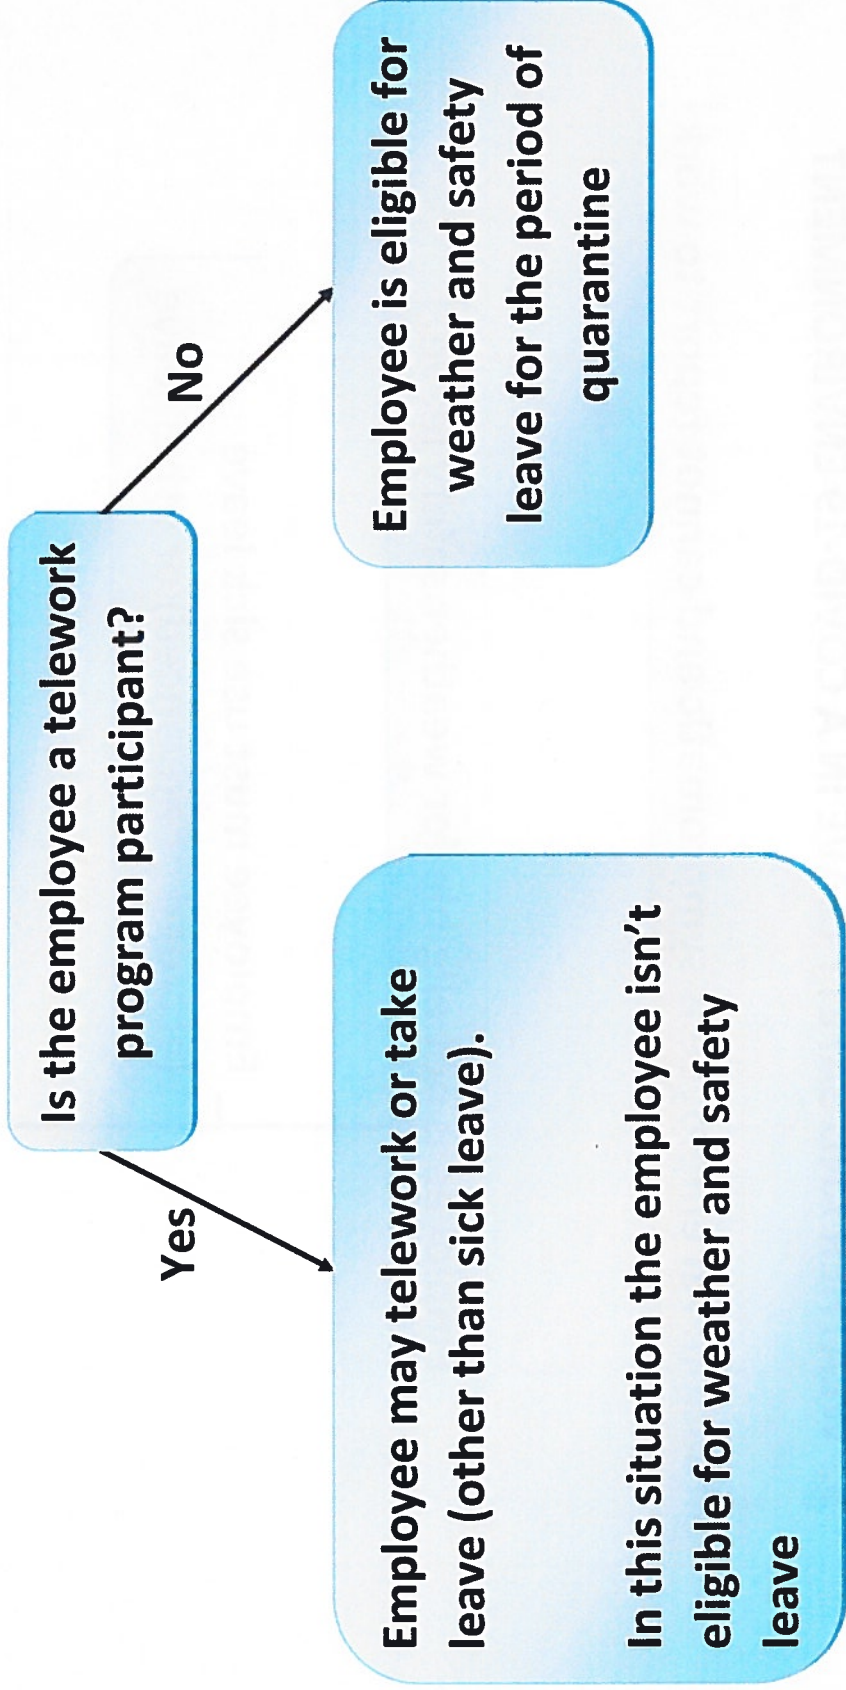 Is the employee a telework
program participant?
Yes
No
Employee may telework or take
leave (other than sick leave).
In this situation the employee isn't
eligible for weather and safety
leave
Employee is eligible for
weather and safety
leave for the period of
quarantine